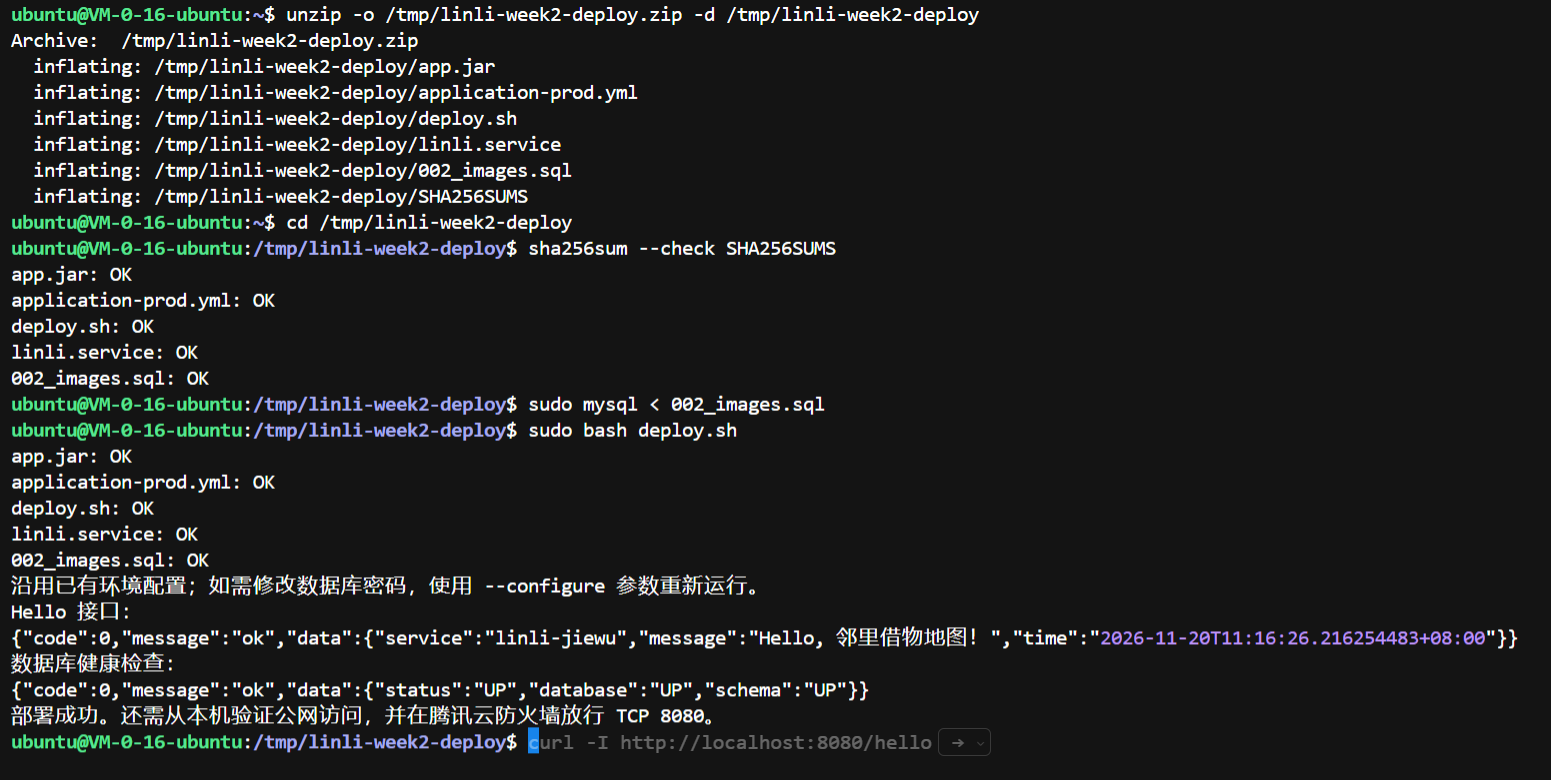 ubuntu@VM-0-16-ubuntu:~$ unzip -o /tmp/linli-week2-deploy.zip -d /tmp/linli-week2-deploy
Archive:  /tmp/linli-week2-deploy.zip
  inflating: /tmp/linli-week2-deploy/app.jar
  inflating: /tmp/linli-week2-deploy/application-prod.yml
  inflating: /tmp/linli-week2-deploy/deploy.sh
  inflating: /tmp/linli-week2-deploy/linli.service
  inflating: /tmp/linli-week2-deploy/002_images.sql
  inflating: /tmp/linli-week2-deploy/SHA256SUMS
ubuntu@VM-0-16-ubuntu:~$ cd /tmp/linli-week2-deploy
ubuntu@VM-0-16-ubuntu:/tmp/linli-week2-deploy$ sha256sum --check SHA256SUMS
app.jar: OK
application-prod.yml: OK
deploy.sh: OK
linli.service: OK
002_images.sql: OK
ubuntu@VM-0-16-ubuntu:/tmp/linli-week2-deploy$ sudo mysql < 002_images.sql
ubuntu@VM-0-16-ubuntu:/tmp/linli-week2-deploy$ sudo bash deploy.sh
app.jar: OK
application-prod.yml: OK
deploy.sh: OK
linli.service: OK
002_images.sql: OK
沿用已有环境配置；如需修改数据库密码，使用 --configure 参数重新运行。
Hello 接口：
{"code":0,"message":"ok","data":{"service":"linli-jiewu","message":"Hello，邻里借物地图！","time":"2026-11-20T11:16:26.216254483+08:00"}}
数据库健康检查：
{"code":0,"message":"ok","data":{"status":"UP","database":"UP","schema":"UP"}}
部署成功。还需从本机验证公网访问，并在腾讯云防火墙放行 TCP 8080。
ubuntu@VM-0-16-ubuntu:/tmp/linli-week2-deploy$ curl -I http://localhost:8080/hello